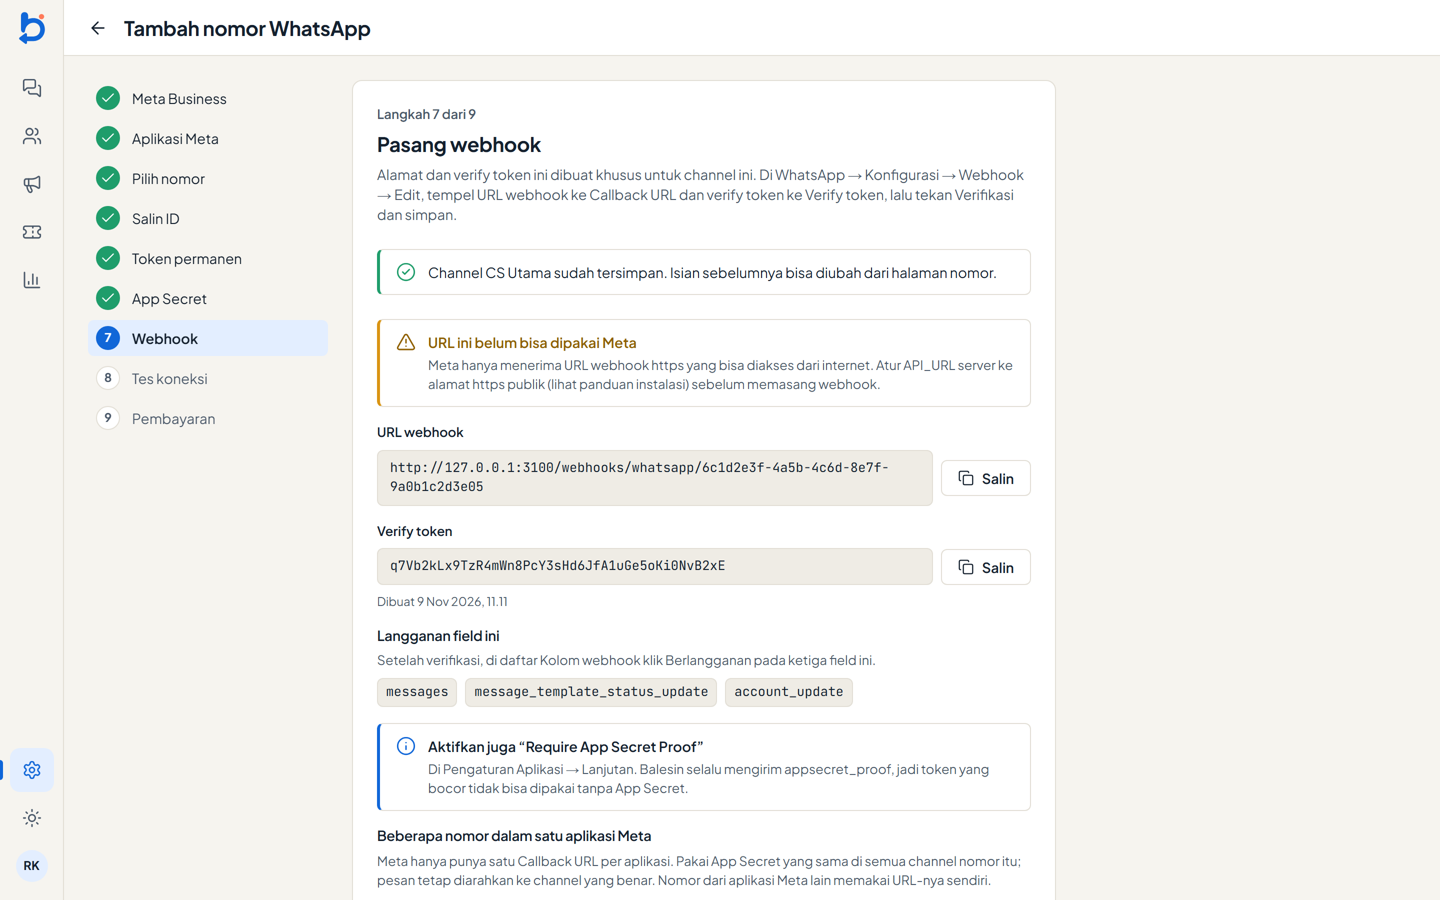 Tambah nomor WhatsApp
Meta Business
Aplikasi Meta
Pilih nomor
Salin ID
Token permanen
App Secret
7 Webhook
8 Tes koneksi
9 Pembayaran
RK
Langkah 7 dari 9
Pasang webhook
Alamat dan verify token ini dibuat khusus untuk channel ini. Di WhatsApp → Konfigurasi → Webhook
→ Edit, tempel URL webhook ke Callback URL dan verify token ke Verify token, lalu tekan Verifikasi
dan simpan.
Channel CS Utama sudah tersimpan. Isian sebelumnya bisa diubah dari halaman nomor.
URL ini belum bisa dipakai Meta
Meta hanya menerima URL webhook https yang bisa diakses dari internet. Atur API_URL server ke
alamat https publik (lihat panduan instalasi) sebelum memasang webhook.
URL webhook
http://127.0.0.1:3100/webhooks/whatsapp/6c1d2e3f-4a5b-4c6d-8e7f-
9a0b1c2d3e05
Salin
Verify token
q7Vb2kLx9TzR4mWn8PcY3sHd6JfA1uGe5oKi0NvB2xE
Salin
Dibuat 9 Nov 2026, 11.11
Langganan field ini
Setelah verifikasi, di daftar Kolom webhook klik Berlangganan pada ketiga field ini.
messages message_template_status_update account_update
Aktifkan juga “Require App Secret Proof”
Di Pengaturan Aplikasi → Lanjutan. Balesin selalu mengirim appsecret_proof, jadi token yang
bocor tidak bisa dipakai tanpa App Secret.
Beberapa nomor dalam satu aplikasi Meta
Meta hanya punya satu Callback URL per aplikasi. Pakai App Secret yang sama di semua channel nomor itu;
pesan tetap diarahkan ke channel yang benar. Nomor dari aplikasi Meta lain memakai URL-nya sendiri.